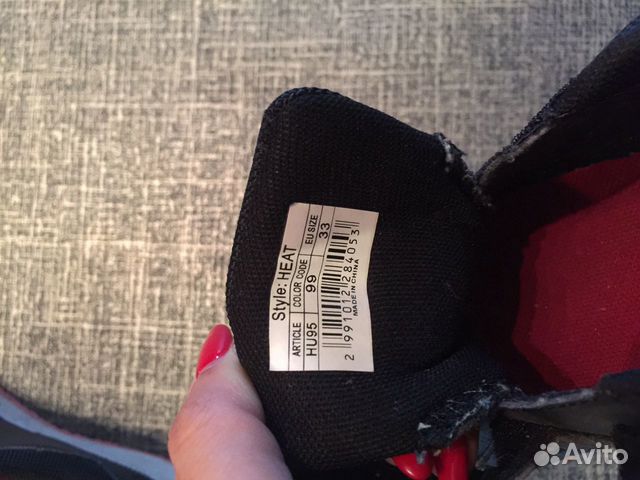 Style: HEAT
ARTICLE COLOR CODE EU SIZE
HU95 99 33
2 991012 284053
MADE IN CHINA
Avito